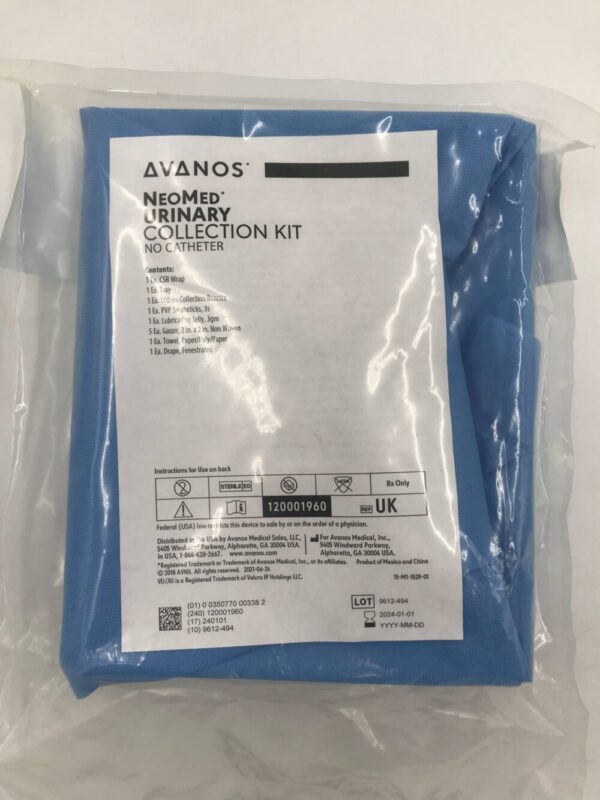 AVANOS*
NEOMED*
URINARY
COLLECTION KIT
NO CATHETER
Contents:
1 Ea. CSR Wrap
1 Ea. Tray
1 Ea. 100 ml Collection
1 Ea. PVP Swabsticks, 3s
1 Ea. Lubricating Jelly, 3gm
5 Ea. Gauze, 2 in. x 2 in. Non Woven
1 Ea. Towel, Paper/Poly/Paper
1 Ea. Drape, Fenestrated
Instructions for Use on back
STERILE EO
Rx Only
120001960
REF UK
Federal (USA) law restricts this device to sale by or on the order of a physician.
Distributed in the USA by Avanos Medical Sales, LLC,
5405 Windward Parkway, Alpharetta, GA 30004 USA.
In USA, 1-844-428-2667. www.avanos.com
For Avanos Medical, Inc.,
5405 Windward Parkway,
Alpharetta, GA 30004 USA.
*Registered Trademark or Trademark of Avanos Medical, Inc., or its affiliates.
Product of Mexico and China
© 2018 AVNS. All rights reserved. 2021-06-24
VELCRO is a Registered Trademark of Velcro IP Holdings LLC.
15-M1-1529-01
(01) 0 0350770 00338 2
(240) 120001960
(17) 240101
(10) 9612-494
LOT 9612-494
2024-01-01
YYYY-MM-DD